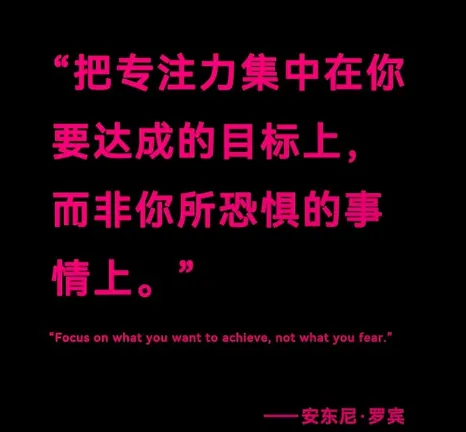 “把专注力集中在你
要达成的目标上，
而非你所恐惧的事
情上。”
“Focus on what you want to achieve, not what you fear.”
——安东尼·罗宾